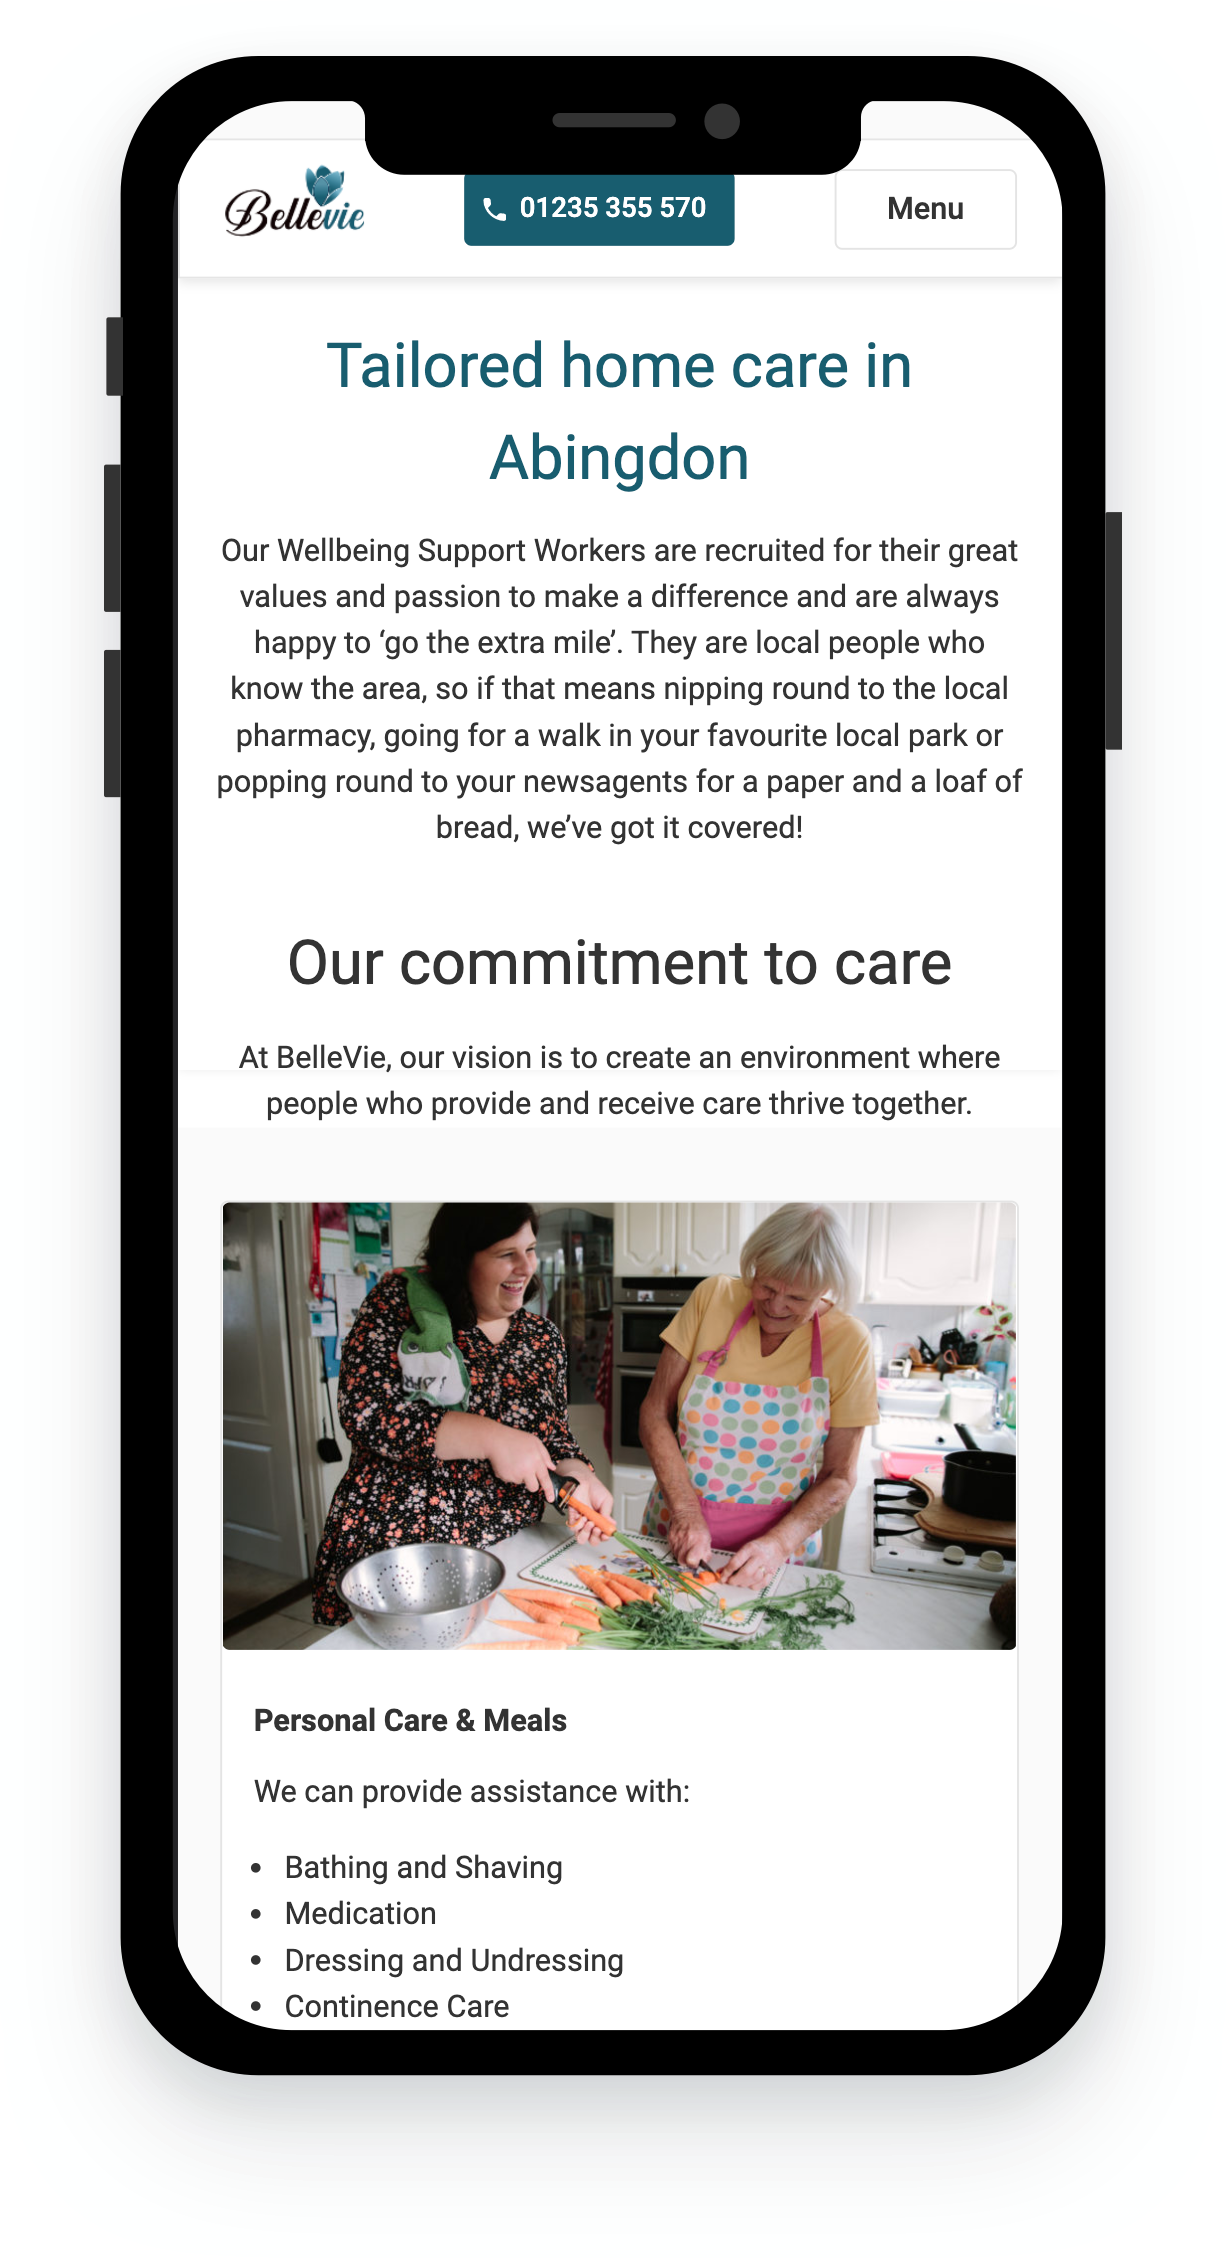 Bellevie
01235 355 570
Menu
Tailored home care in
Abingdon
Our Wellbeing Support Workers are recruited for their great
values and passion to make a difference and are always
happy to ‘go the extra mile’. They are local people who
know the area, so if that means nipping round to the local
pharmacy, going for a walk in your favourite local park or
popping round to your newsagents for a paper and a loaf of
bread, we’ve got it covered!
Our commitment to care
At BelleVie, our vision is to create an environment where
people who provide and receive care thrive together.
Personal Care & Meals
We can provide assistance with:
• Bathing and Shaving
• Medication
• Dressing and Undressing
• Continence Care